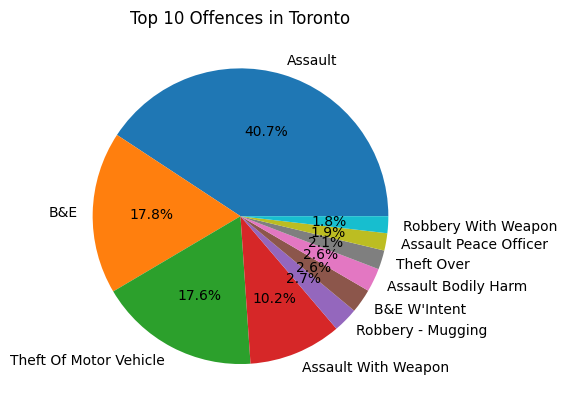 Top 10 Offences in Toronto
Assault
40.7%
B&E
17.8%
Theft Of Motor Vehicle
17.6%
Assault With Weapon
10.2%
Robbery - Mugging
2.7%
B&E W'Intent
2.6%
Assault Bodily Harm
2.6%
Theft Over
2.1%
Assault Peace Officer
1.9%
Robbery With Weapon
1.8%